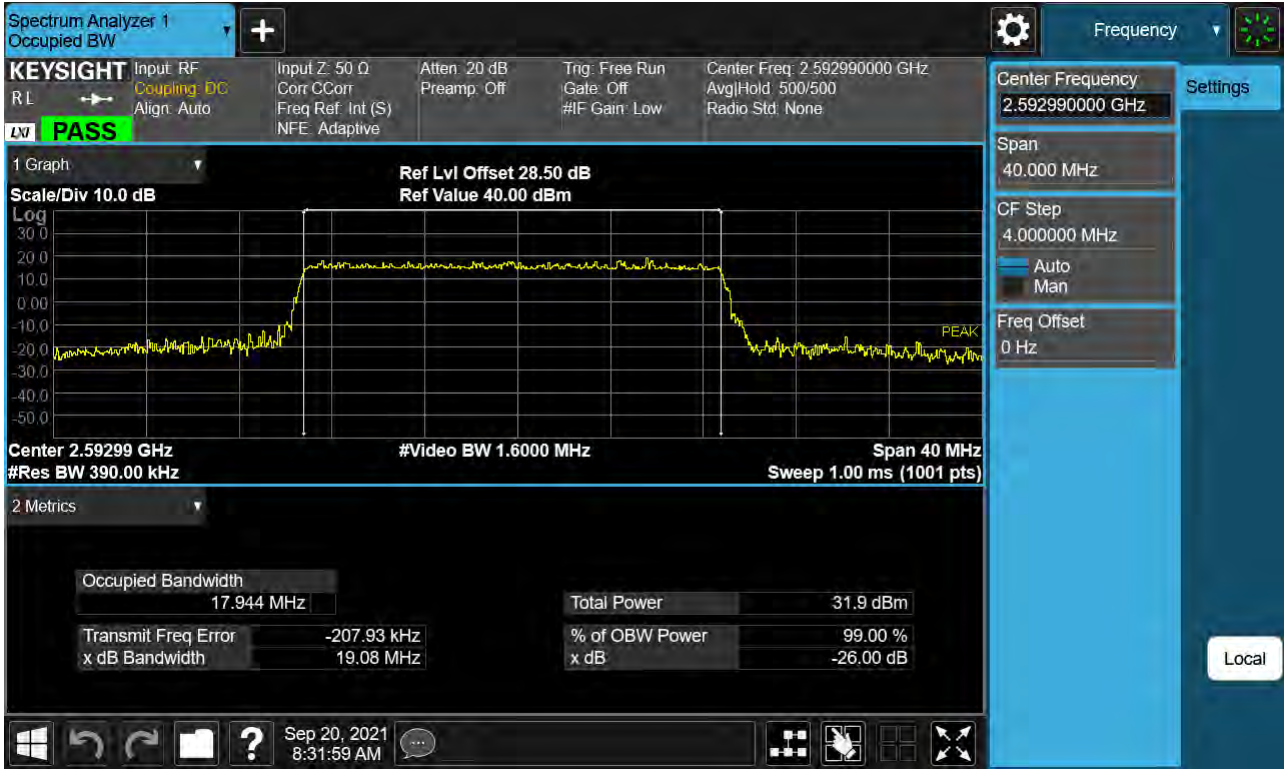 Spectrum Analyzer 1
Occupied BW
+
Frequency
KEYSIGHT
R L
LXI
PASS
Input: RF
Coupling: DC
Align: Auto
Input Z: 50 Ω
Corr CCorr
Freq Ref: Int (S)
NFE: Adaptive
Atten: 20 dB
Preamp: Off
Trig: Free Run
Gate: Off
#IF Gain: Low
Center Freq: 2.592990000 GHz
Avg|Hold: 500/500
Radio Std: None
Center Frequency
2.592990000 GHz
Settings
Span
40.000 MHz
CF Step
4.000000 MHz
Auto
Man
Freq Offset
0 Hz
1 Graph
Scale/Div 10.0 dB
Ref Lvl Offset 28.50 dB
Ref Value 40.00 dBm
Log
30.0
20.0
10.0
0.00
-10.0
-20.0
-30.0
-40.0
-50.0
PEAK
Center 2.59299 GHz
#Video BW 1.6000 MHz
Span 40 MHz
#Res BW 390.00 kHz
Sweep 1.00 ms (1001 pts)
2 Metrics
Occupied Bandwidth
17.944 MHz
Total Power 31.9 dBm
Transmit Freq Error -207.93 kHz
% of OBW Power 99.00 %
x dB Bandwidth 19.08 MHz
x dB -26.00 dB
Local
?
Sep 20, 2021
8:31:59 AM